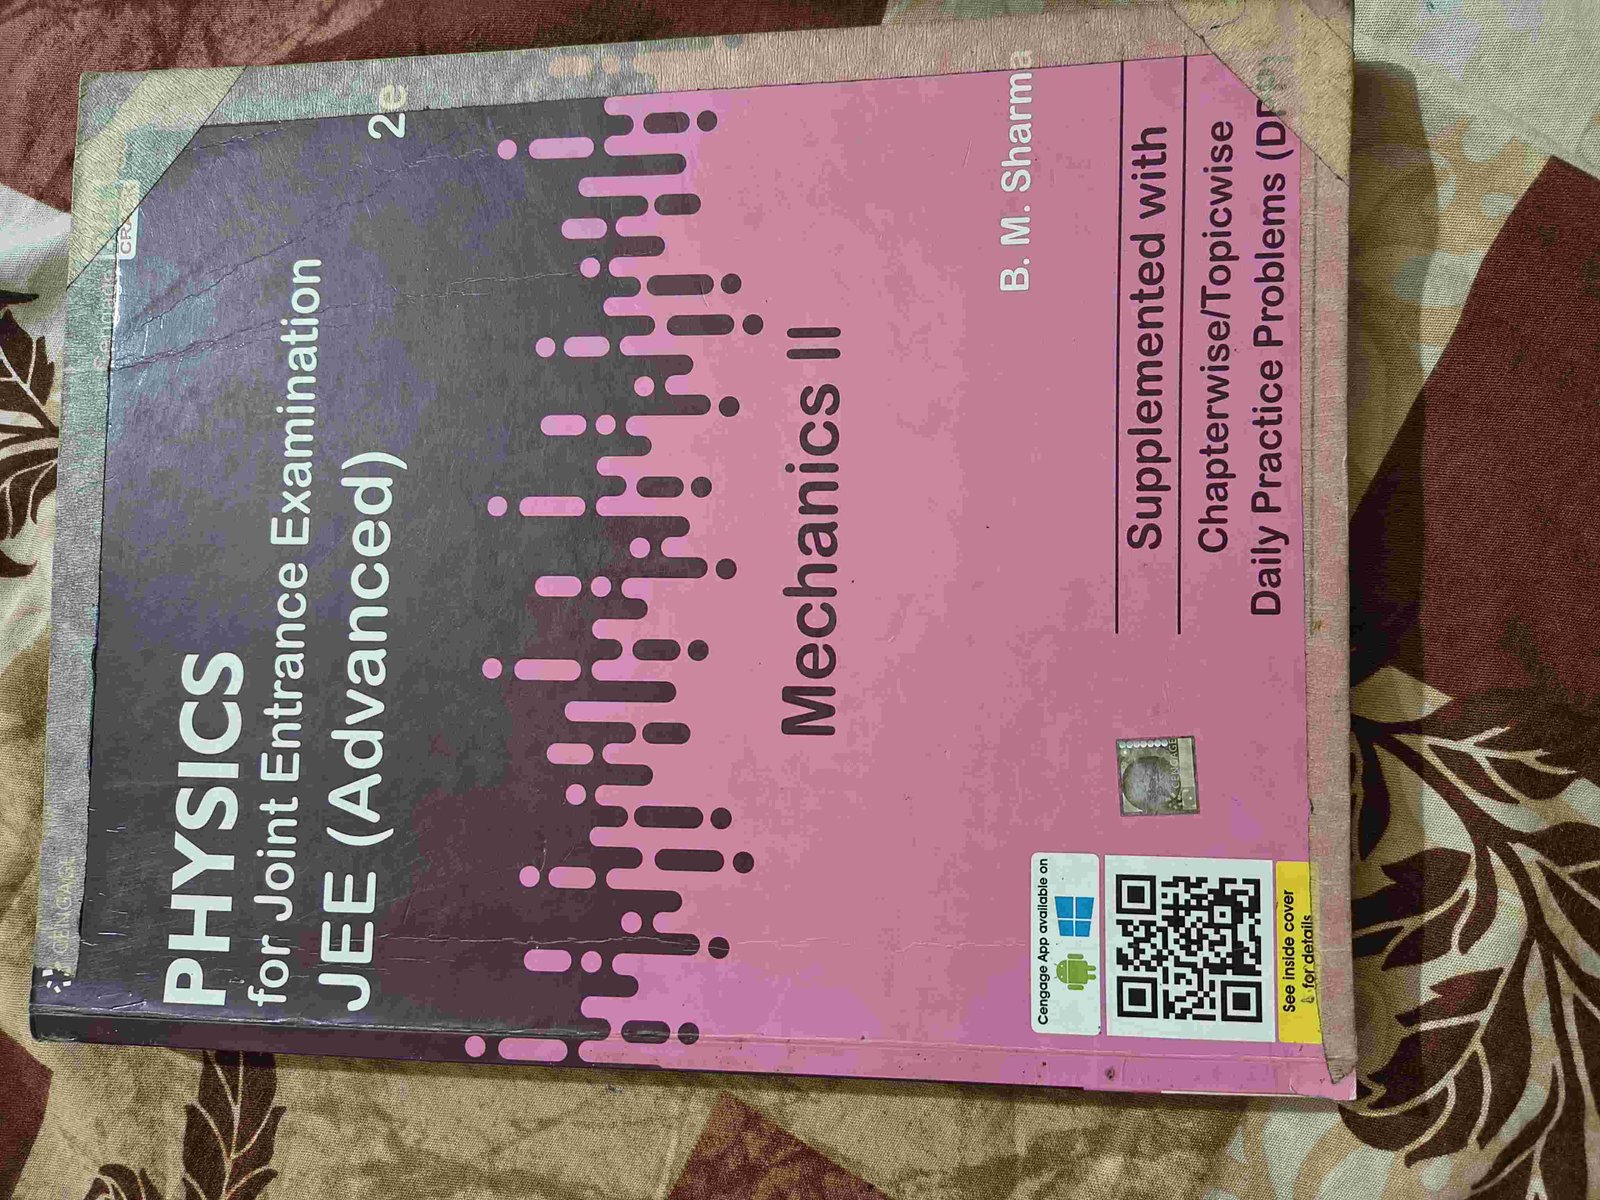 CENGAGE
Cengage
PHYSICS
for Joint Entrance Examination
JEE (Advanced)
2e
Mechanics II
B. M. Sharma
Supplemented with
Chapterwise/Topicwise
Daily Practice Problems
Cengage App available on
See inside cover
for details